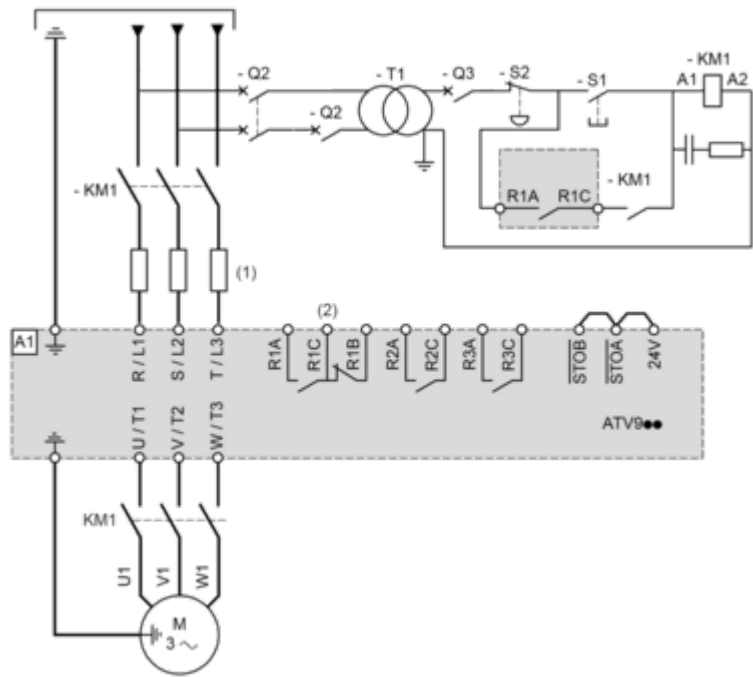 - Q2
- T1
- Q3
- S2
- S1
- KM1
A1
A2
- Q2
- KM1
R1A
R1C
- KM1
(1)
(2)
A1
R / L1
S / L2
T / L3
R1A
R1C
R1B
R2A
R2C
R3A
R3C
STOB
STOA
24V
U / T1
V / T2
W / T3
ATV9●●
KM1
U1
V1
W1
M
3 ~